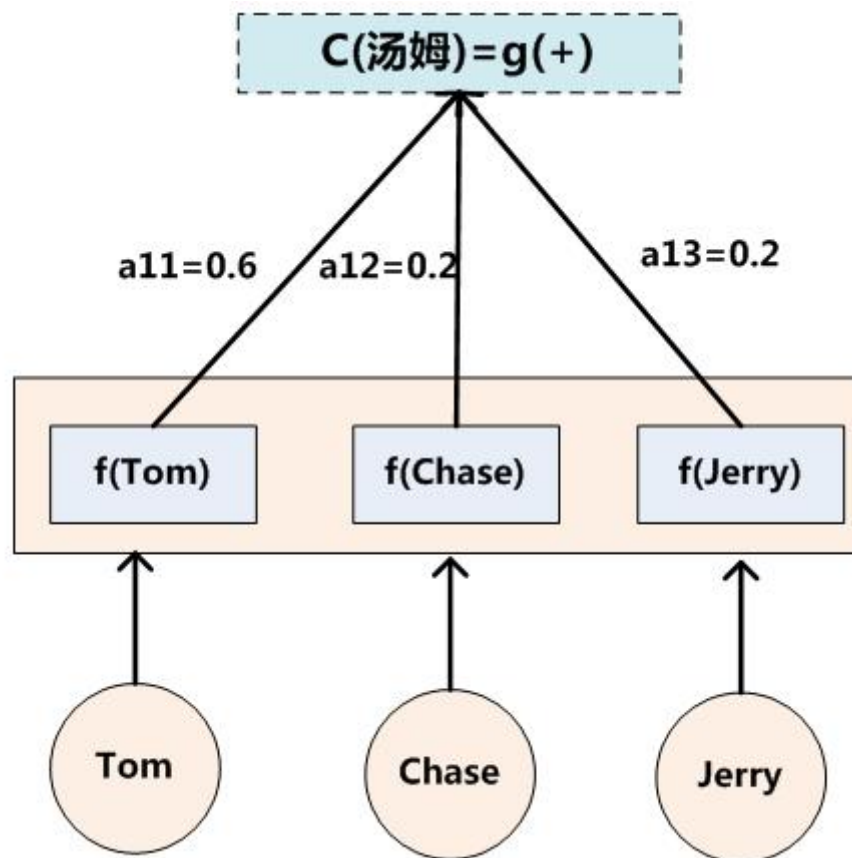 C(汤姆)=g(+)
a11=0.6
a12=0.2
a13=0.2
f(Tom)
f(Chase)
f(Jerry)
Tom
Chase
Jerry